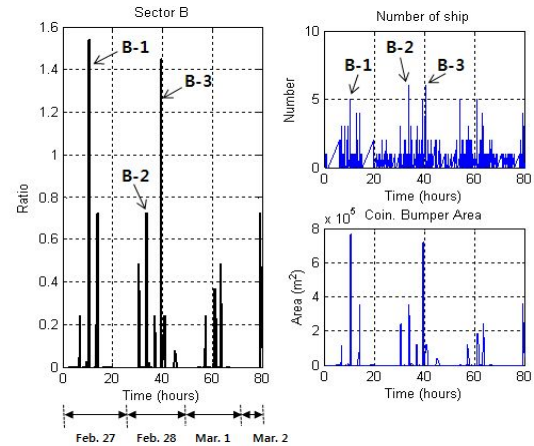 Sector B
Ratio
1.6
1.4
1.2
1
0.8
0.6
0.4
0.2
0
B-1
B-3
B-2
0 20 40 60 80
Time (hours)
Feb. 27 Feb. 28 Mar. 1 Mar. 2
Number of ship
Number
10
5
0
B-1
B-2
B-3
0 20 40 60 80
Time (hours)
x 10⁵ Coin. Bumper Area
Area (m²)
8
6
4
2
0
0 20 40 60 80
Time (hours)